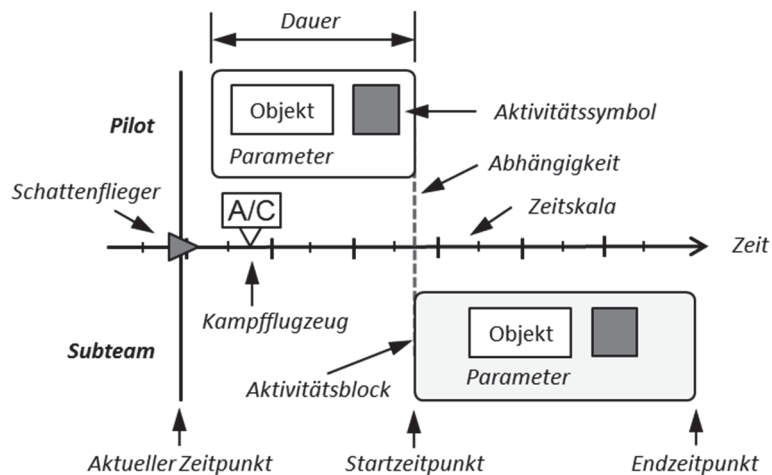 Dauer
Pilot
Objekt
Parameter
Aktivitätssymbol
Abhängigkeit
Schattenflieger
A/C
Zeitskala
Zeit
Kampfflugzeug
Subteam
Objekt
Parameter
Aktivitätsblock
Aktueller Zeitpunkt
Startzeitpunkt
Endzeitpunkt